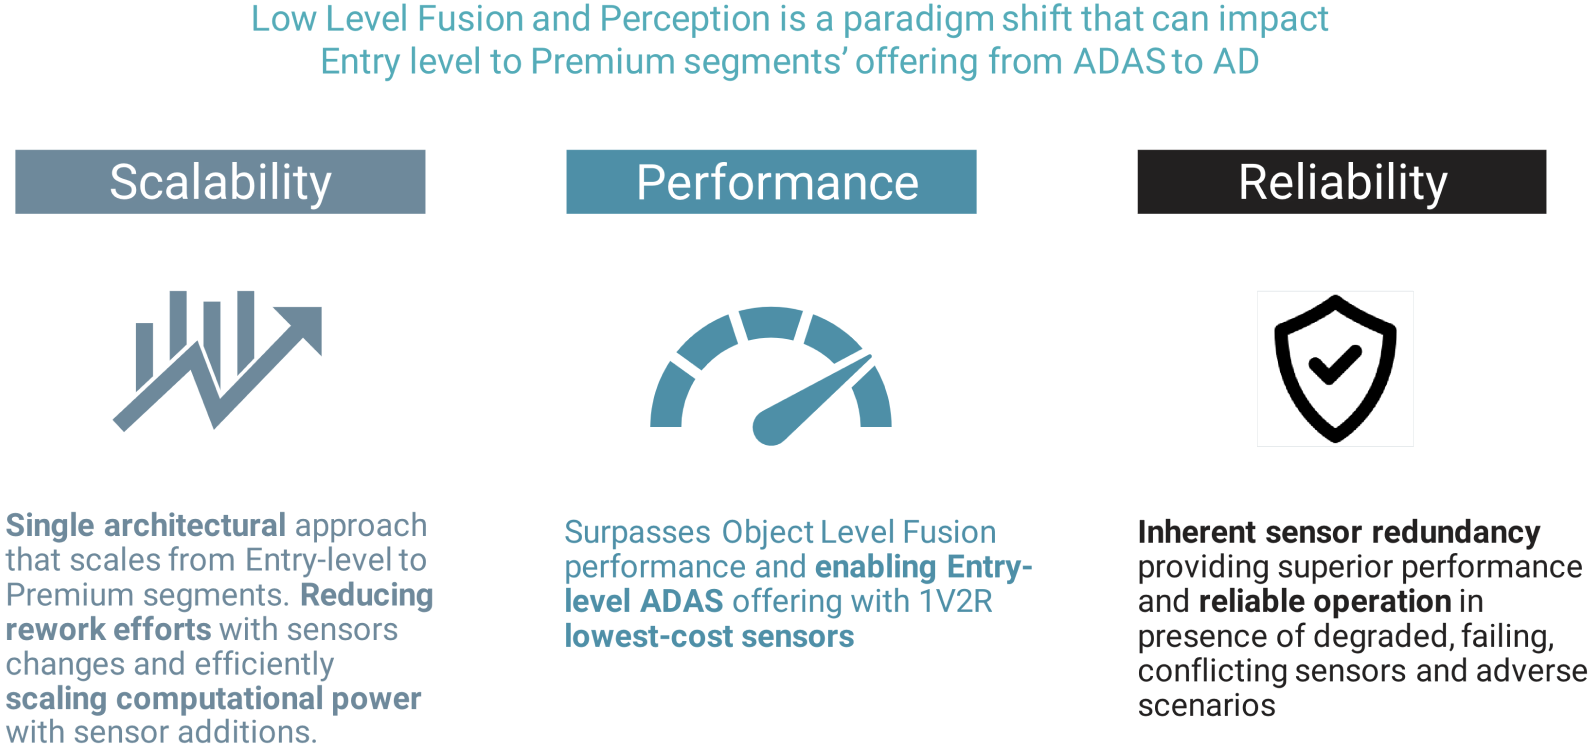 Low Level Fusion and Perception is a paradigm shift that can impact
Entry level to Premium segments' offering from ADAS to AD
Scalability
Single architectural approach
that scales from Entry-level to
Premium segments. Reducing
rework efforts with sensors
changes and efficiently
scaling computational power
with sensor additions.
Performance
Surpasses Object Level Fusion
performance and enabling Entry-
level ADAS offering with 1V2R
lowest-cost sensors
Reliability
Inherent sensor redundancy
providing superior performance
and reliable operation in
presence of degraded, failing,
conflicting sensors and adverse
scenarios